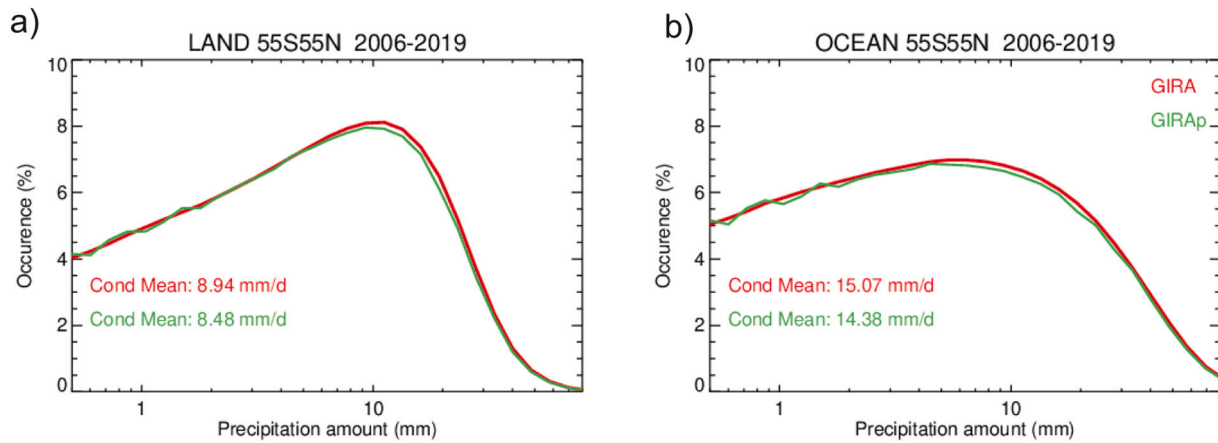 a)
LAND 55S55N 2006-2019
10
8
6
4
2
0
Occurence (%)
Cond Mean: 8.94 mm/d
Cond Mean: 8.48 mm/d
1
10
Precipitation amount (mm)
b)
OCEAN 55S55N 2006-2019
10
8
6
4
2
0
Occurence (%)
GIRA
GIRAp
Cond Mean: 15.07 mm/d
Cond Mean: 14.38 mm/d
1
10
Precipitation amount (mm)